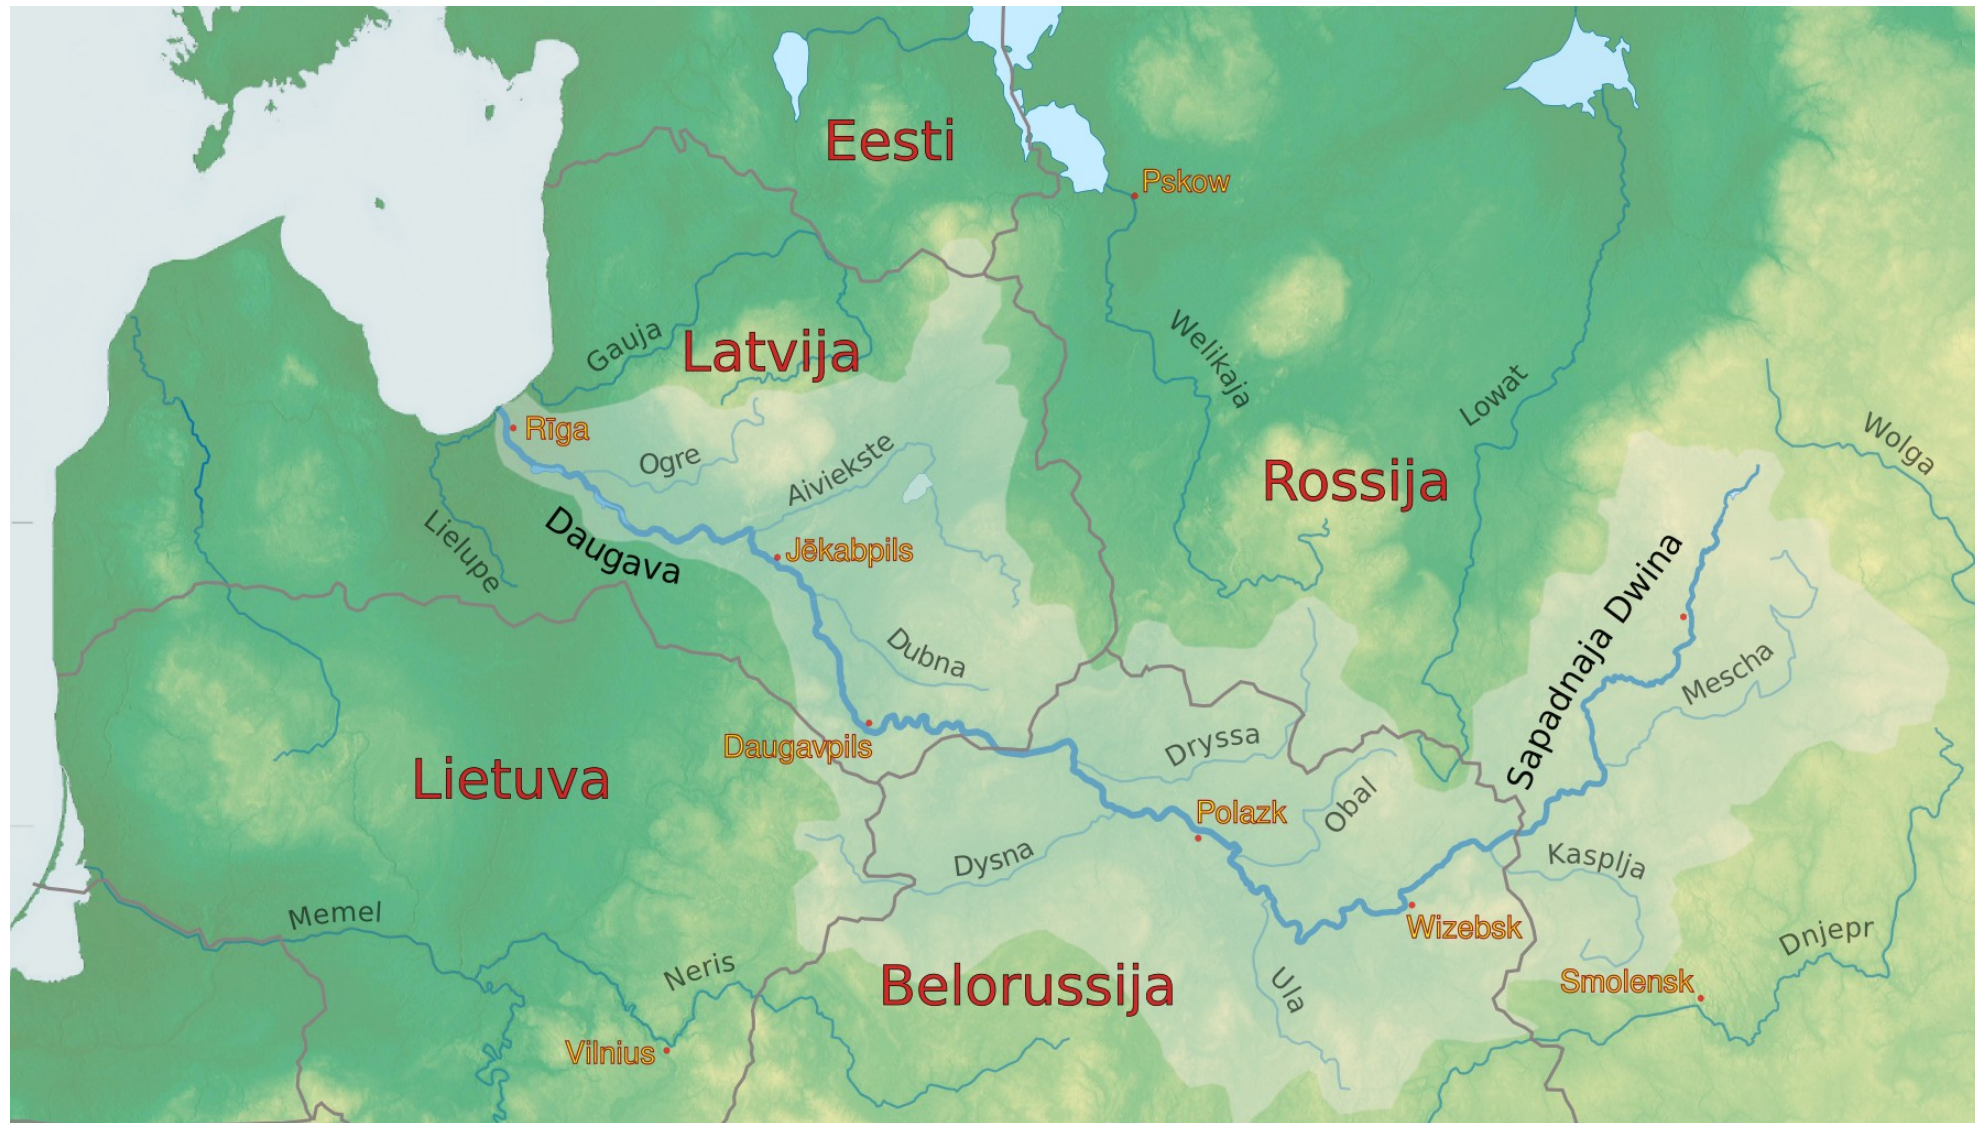 Eesti
Pskow
Gauja
Latvija
Welikaja
Lowat
Wolga
Rīga
Ogre
Aiviekste
Rossija
Lielupe
Daugava
Jēkabpils
Sapadnaja Dwina
Dubna
Mescha
Daugavpils
Dryssa
Lietuva
Polazk
Obal
Dysna
Kasplja
Memel
Wizebsk
Dnjepr
Neris
Belorussija
Ula
Smolensk
Vilnius